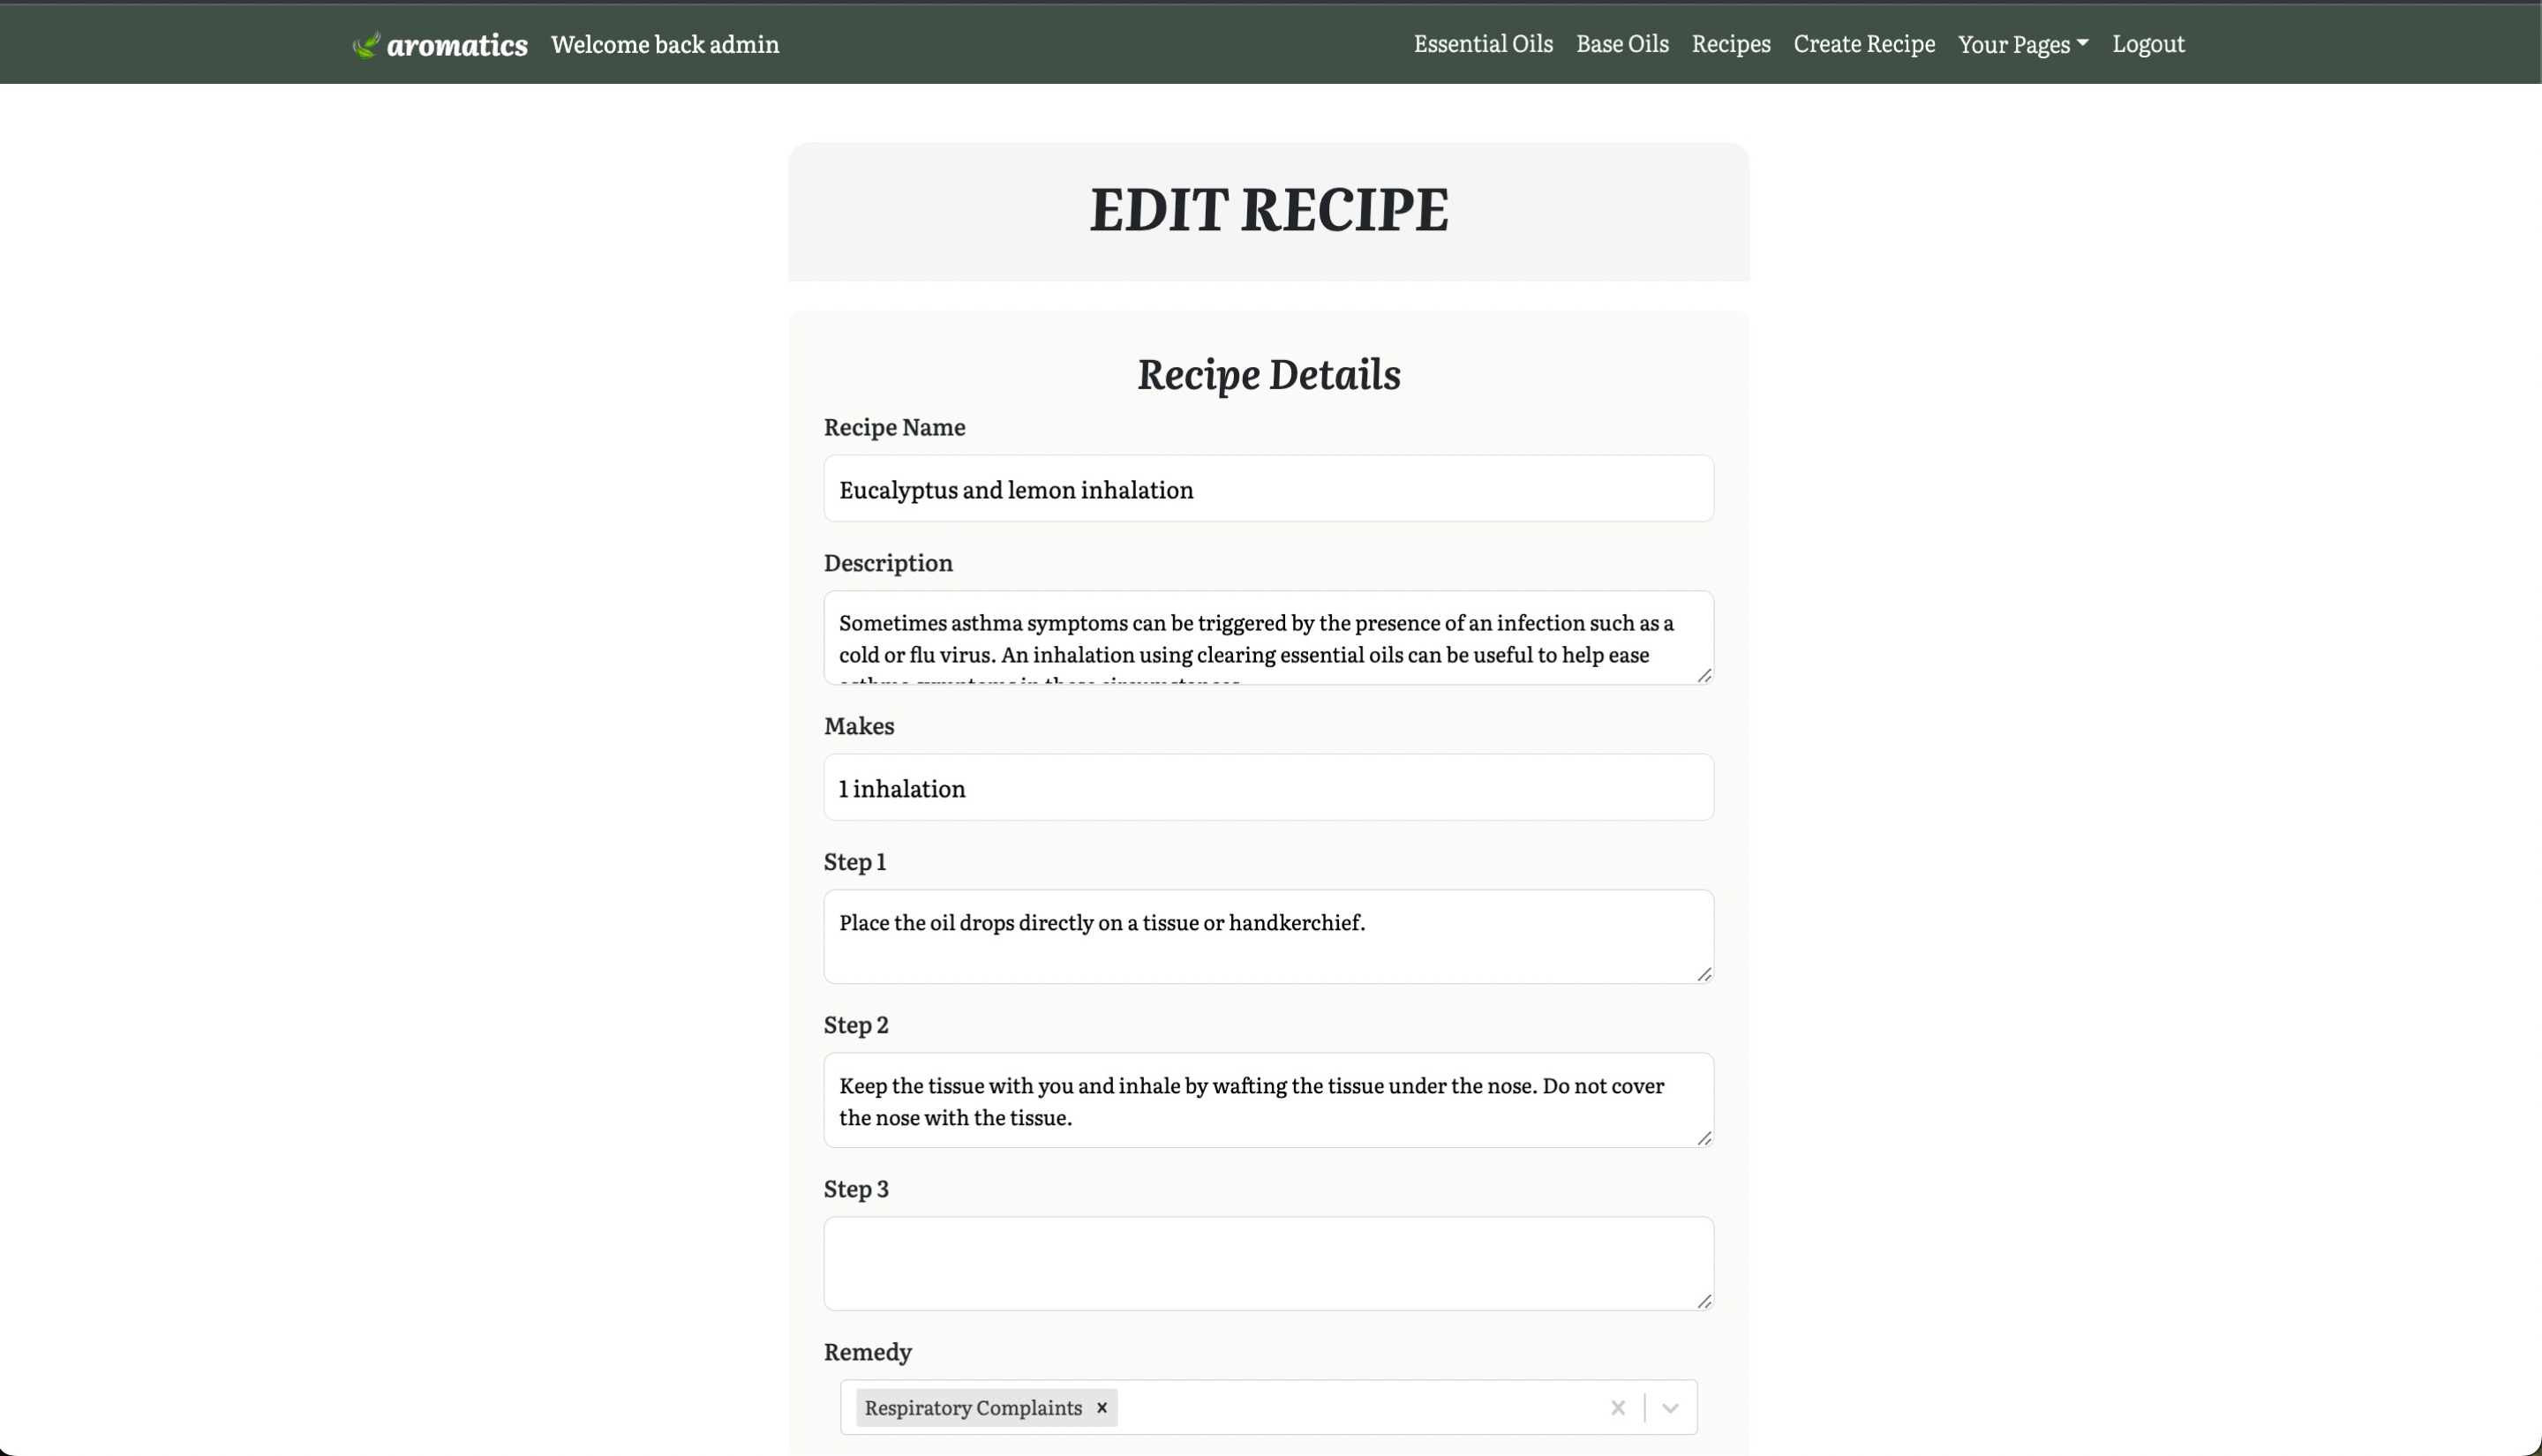 aromatics Welcome back admin Essential Oils Base Oils Recipes Create Recipe Your Pages Logout
EDIT RECIPE
Recipe Details
Recipe Name
Eucalyptus and lemon inhalation
Description
Sometimes asthma symptoms can be triggered by the presence of an infection such as a
cold or flu virus. An inhalation using clearing essential oils can be useful to help ease
asthma symptoms in these circumstances.
Makes
1 inhalation
Step 1
Place the oil drops directly on a tissue or handkerchief.
Step 2
Keep the tissue with you and inhale by wafting the tissue under the nose. Do not cover
the nose with the tissue.
Step 3
Remedy
Respiratory Complaints